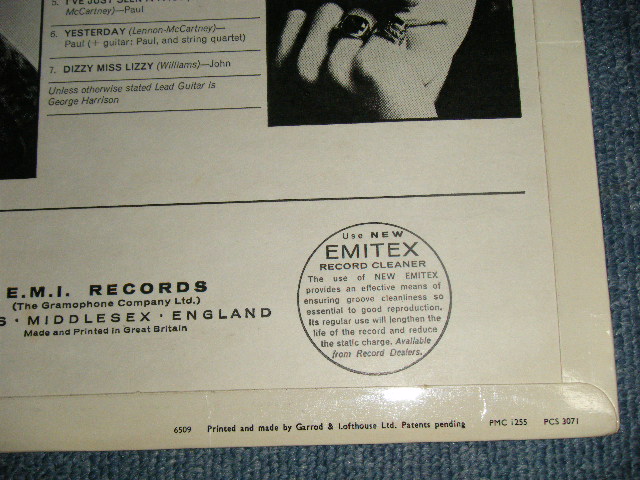 5. I'VE JUST SEEN A
McCartney)—Paul
6. YESTERDAY (Lennon-McCartney)—
Paul (+ guitar: Paul, and string quartet)
7. DIZZY MISS LIZZY (Williams)—John
Unless otherwise stated Lead Guitar is
George Harrison
E.M.I. RECORDS
(The Gramophone Company Ltd.)
S · MIDDLESEX · ENGLAND
Made and Printed in Great Britain
Use NEW
EMITEX
RECORD CLEANER
The use of NEW EMITEX
provides an effective means of
ensuring groove cleanliness so
essential to good reproduction.
Its regular use will lengthen the
life of the record and reduce
the static charge. Available
from Record Dealers.
6509 Printed and made by Garrod & Lofthouse Ltd. Patents pending PMC 1255 PCS 3071